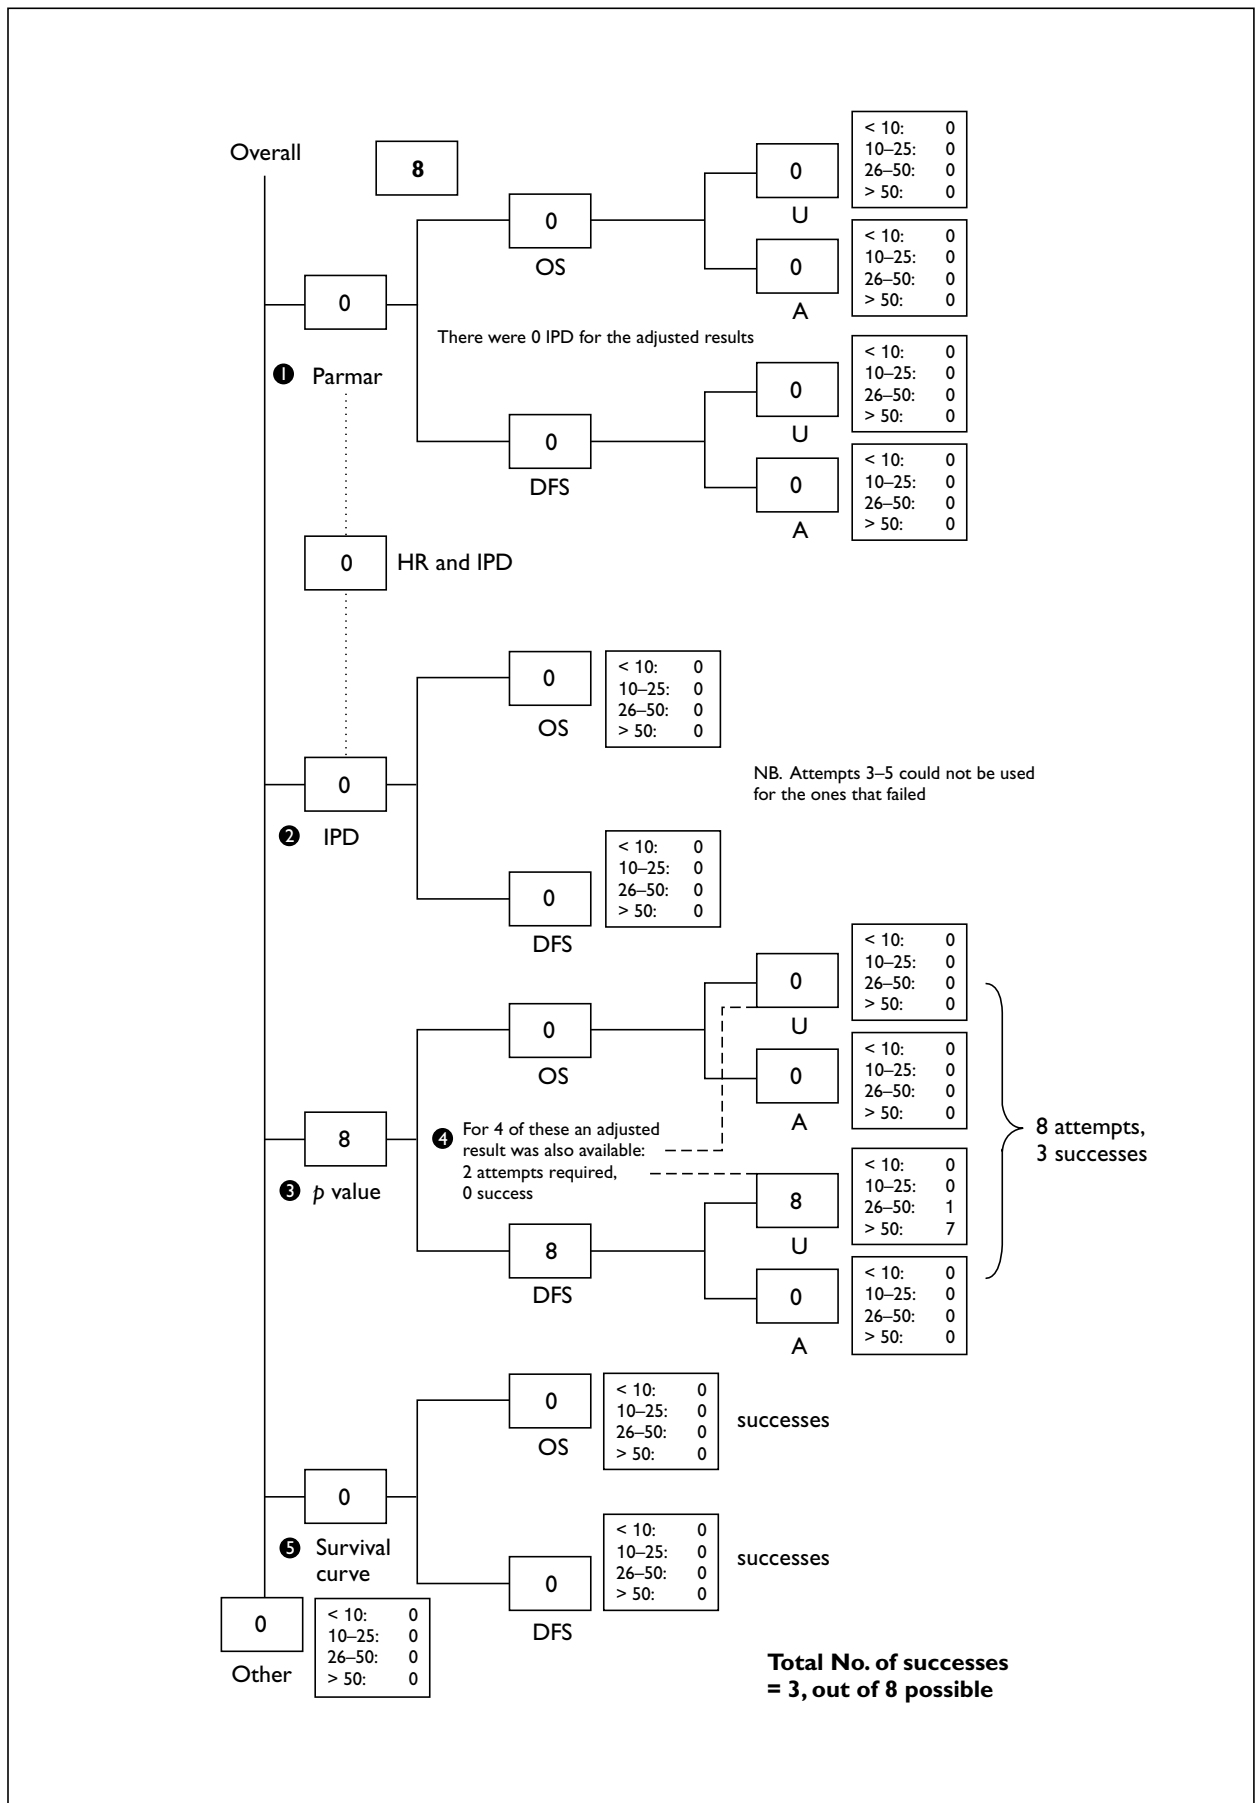 Overall
8
0
OS
0
U
< 10: 0
10–25: 0
26–50: 0
> 50: 0
0
A
< 10: 0
10–25: 0
26–50: 0
> 50: 0
0
1 Parmar
There were 0 IPD for the adjusted results
0
DFS
0
U
< 10: 0
10–25: 0
26–50: 0
> 50: 0
0
A
< 10: 0
10–25: 0
26–50: 0
> 50: 0
0 HR and IPD
0
OS
< 10: 0
10–25: 0
26–50: 0
> 50: 0
NB. Attempts 3–5 could not be used
for the ones that failed
0
2 IPD
0
DFS
< 10: 0
10–25: 0
26–50: 0
> 50: 0
0
OS
0
U
< 10: 0
10–25: 0
26–50: 0
> 50: 0
0
A
< 10: 0
10–25: 0
26–50: 0
> 50: 0
8
3 p value
4 For 4 of these an adjusted
result was also available:
2 attempts required,
0 success
8 attempts,
3 successes
8
DFS
8
U
< 10: 0
10–25: 0
26–50: 1
> 50: 7
0
A
< 10: 0
10–25: 0
26–50: 0
> 50: 0
0
OS
< 10: 0
10–25: 0
26–50: 0
> 50: 0
successes
0
5 Survival
curve
0
DFS
< 10: 0
10–25: 0
26–50: 0
> 50: 0
successes
0
Other
< 10: 0
10–25: 0
26–50: 0
> 50: 0
Total No. of successes
= 3, out of 8 possible